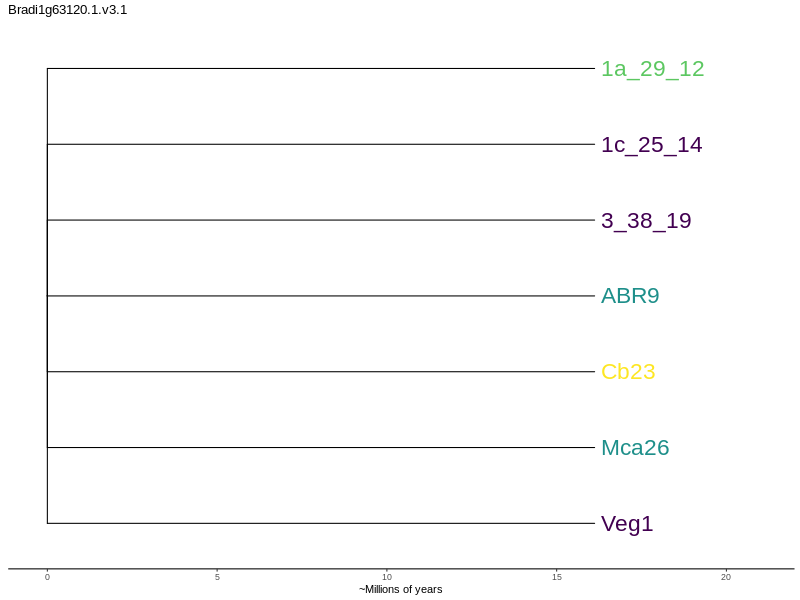 Bradi1g63120.1.v3.1
1a_29_12
1c_25_14
3_38_19
ABR9
Cb23
Mca26
Veg1
0 5 10 15 20
~Millions of years